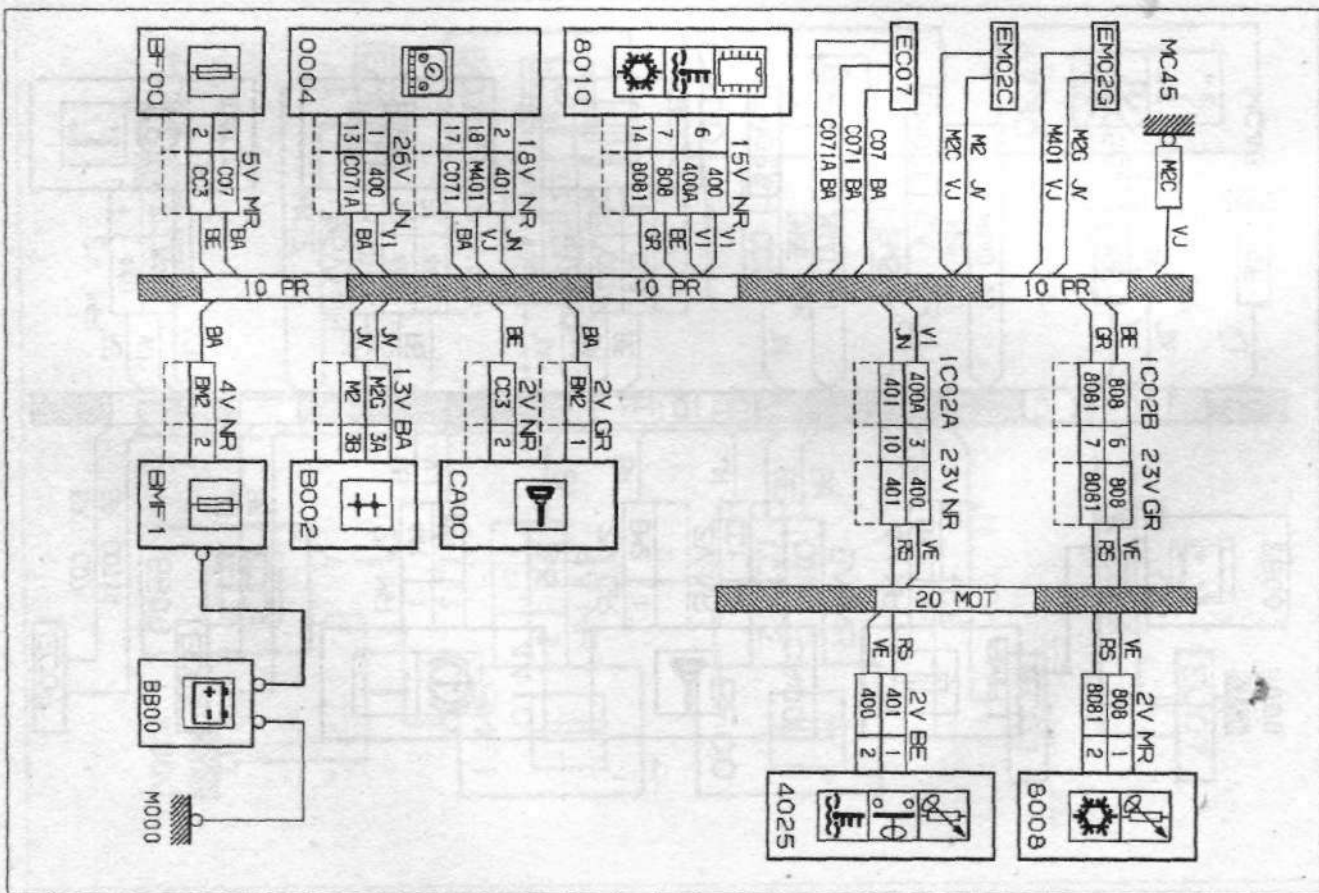 BF00
1 C07 BA
2 CC3 BE
5V MR
0004
1 400 VI
13 C071A BA
26V JN
2 401 JN
18 M401 VJ
17 C071 BA
18V NR
8010
6 400 VI
400A VI
7 808 BE
14 8081 GR
15V NR
EC07
C07 BA
C071 BA
C071A BA
EM02C
M2 JV
M2C VJ
EM02G
M2G JV
M401 VJ
MC45
M2C
VJ
10 PR
10 PR
10 PR
BA
BM2 2
4V NR
BMF1
JV M2G 3A
JV M2 3B
13V BA
B002
BE
CC3 2
2V NR
BA
BM2 1
2V GR
CA00
VI 400A 3 400 VE
JN 401 10 401 RS
IC02A 23V NR
BE 808 6 808 VE
GR 8081 7 8081 RS
IC02B 23V GR
20 MOT
RS 401 1
VE 400 2
2V BE
4025
VE 808 1
RS 8081 2
2V MR
8008
BB00
+ -
M000